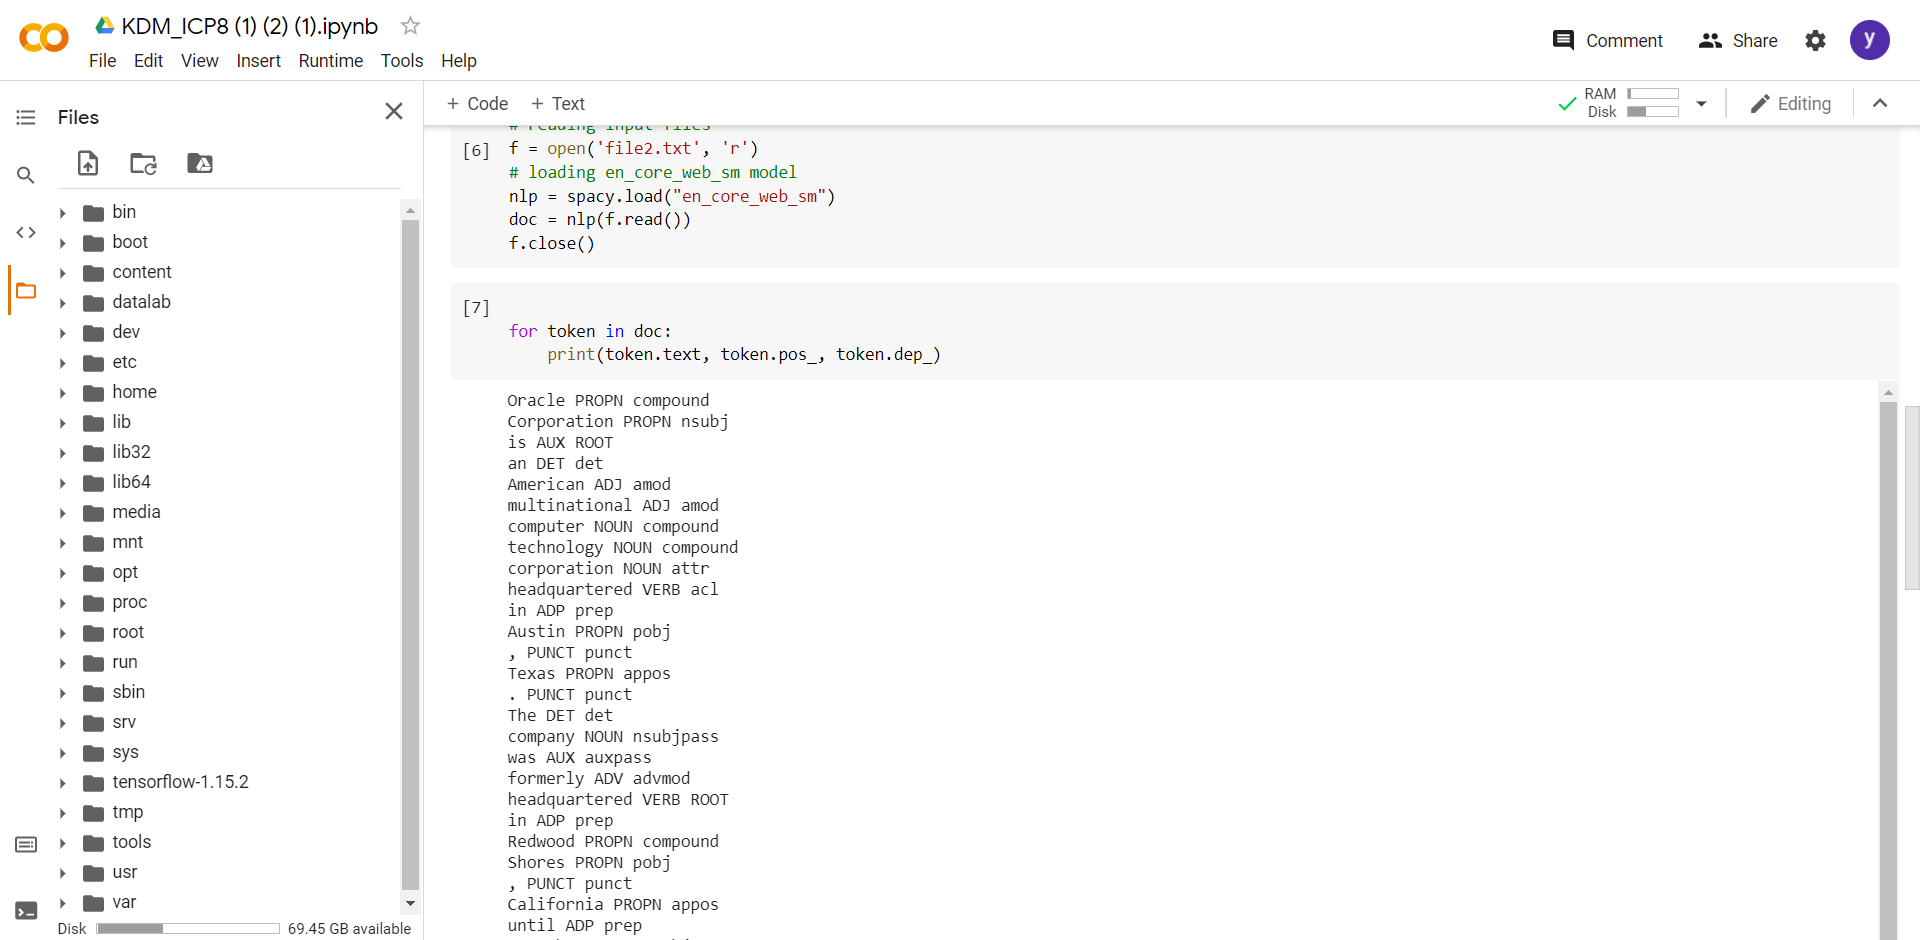 KDM_ICP8 (1) (2) (1).ipynb
File Edit View Insert Runtime Tools Help
Comment
Share
y
Files
+ Code + Text
RAM
Disk
Editing
bin
boot
content
datalab
dev
etc
home
lib
lib32
lib64
media
mnt
opt
proc
root
run
sbin
srv
sys
tensorflow-1.15.2
tmp
tools
usr
var
Disk 69.45 GB available
# reading input files
[6] f = open('file2.txt', 'r')
# loading en_core_web_sm model
nlp = spacy.load("en_core_web_sm")
doc = nlp(f.read())
f.close()
[7]
for token in doc:
    print(token.text, token.pos_, token.dep_)
Oracle PROPN compound
Corporation PROPN nsubj
is AUX ROOT
an DET det
American ADJ amod
multinational ADJ amod
computer NOUN compound
technology NOUN compound
corporation NOUN attr
headquartered VERB acl
in ADP prep
Austin PROPN pobj
, PUNCT punct
Texas PROPN appos
. PUNCT punct
The DET det
company NOUN nsubjpass
was AUX auxpass
formerly ADV advmod
headquartered VERB ROOT
in ADP prep
Redwood PROPN compound
Shores PROPN pobj
, PUNCT punct
California PROPN appos
until ADP prep